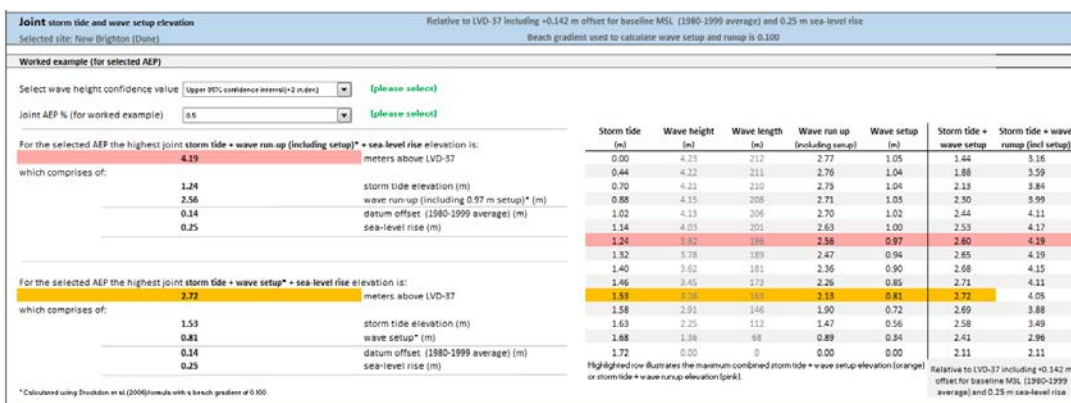 Joint storm tide and wave setup elevation
Relative to LVD-37 including +0.142 m offset for baseline MSL (1980-1999 average) and 0.25 m sea-level rise
Selected site: New Brighton (Dune)
Beach gradient used to calculate wave setup and runup is 0.100
Worked example (for selected AEP)
Select wave height confidence value Upper 95% confidence interval(+2 st.dev.) (please select)
Joint AEP % (for worked example) 0.5 (please select)
For the selected AEP the highest joint storm tide + wave run-up (including setup)* + sea-level rise elevation is:
4.19 meters above LVD-37
which comprises of:
1.24 storm tide elevation (m)
2.56 wave run-up (including 0.97 m setup)* (m)
0.14 datum offset (1980-1999 average) (m)
0.25 sea-level rise (m)
For the selected AEP the highest joint storm tide + wave setup* + sea-level rise elevation is:
2.72 meters above LVD-37
which comprises of:
1.53 storm tide elevation (m)
0.81 wave setup* (m)
0.14 datum offset (1980-1999 average) (m)
0.25 sea-level rise (m)
* Calculated using Stockdon et al. (2006) formula with a beach gradient of 0.100
Storm tide Wave height Wave length Wave run up Wave setup Storm tide + Storm tide + wave
(m) (m) (m) (including setup) (m) wave setup runup (incl setup)
0.00 4.23 212 2.77 1.05 1.44 3.16
0.44 4.22 211 2.76 1.04 1.88 3.59
0.70 4.21 210 2.75 1.04 2.13 3.84
0.88 4.15 208 2.71 1.03 2.30 3.99
1.02 4.13 206 2.70 1.02 2.44 4.11
1.14 4.03 201 2.63 1.00 2.53 4.17
1.24 3.92 196 2.56 0.97 2.60 4.19
1.32 3.78 189 2.47 0.94 2.65 4.19
1.40 3.62 181 2.36 0.90 2.68 4.15
1.46 3.45 173 2.26 0.85 2.71 4.11
1.53 3.26 163 2.13 0.81 2.72 4.05
1.58 2.91 146 1.90 0.72 2.69 3.88
1.63 2.25 112 1.47 0.56 2.58 3.49
1.68 1.36 68 0.89 0.34 2.41 2.96
1.72 0.00 0 0.00 0.00 2.11 2.11
Highlighted row illustrates the maximum combined storm tide + wave setup elevation (orange)
or storm tide + wave runup elevation (pink).
Relative to LVD-37 including +0.142 m
offset for baseline MSL (1980-1999
average) and 0.25 m sea-level rise